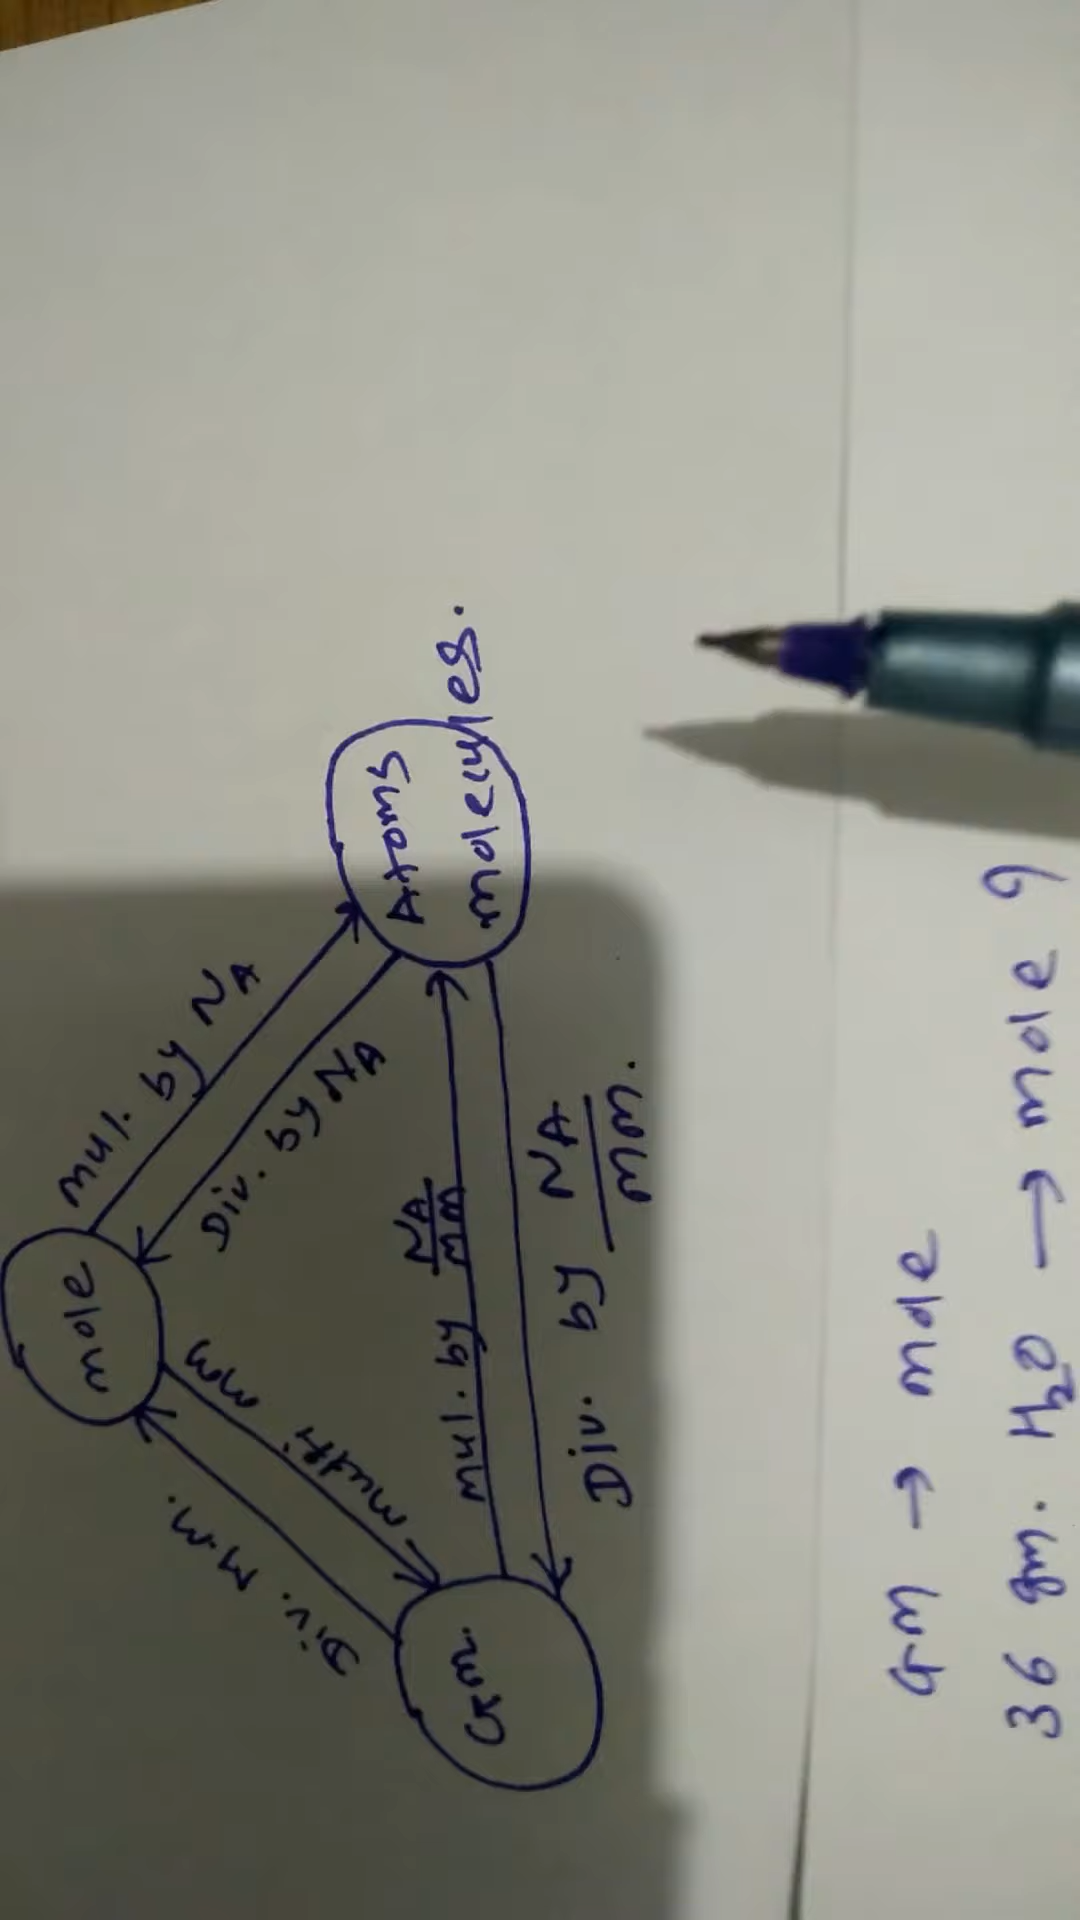 mole
mul. by NA
Div. by NA
Div. M.M.
multi MM
Atoms
molecules.
mul. by NA/MM
Div. by NA/MM.
Gm.
gm → mole
36 gm. H2O → mole ?